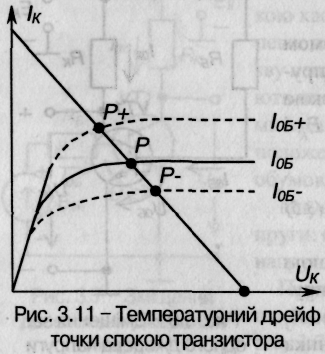 I_K
P+
I_0Б+
P
I_0Б
P-
I_0Б-
U_K
Рис. 3.11 – Температурний дрейф
точки спокою транзистора